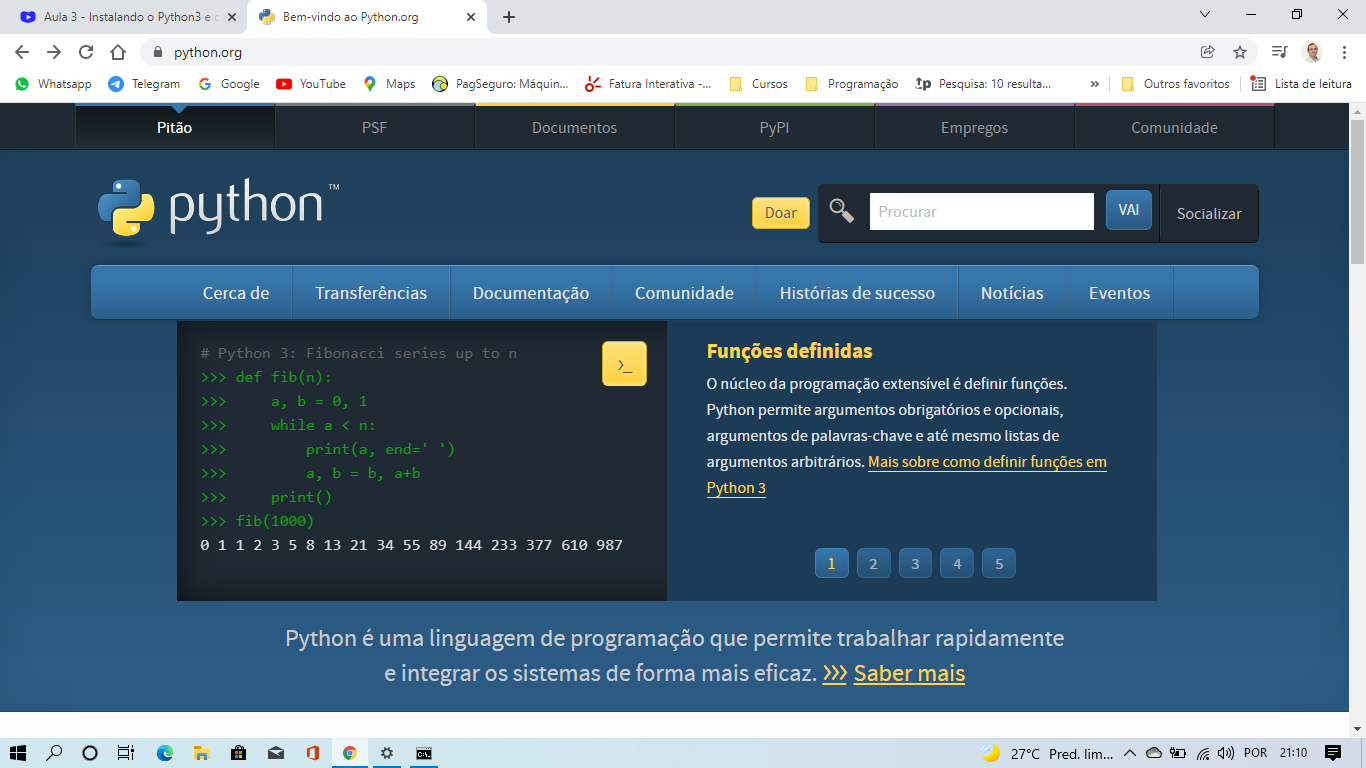 Aula 3 - Instalando o Python3 e c
Bem-vindo ao Python.org
python.org
Whatsapp
Telegram
Google
YouTube
Maps
PagSeguro: Máquin...
Fatura Interativa -...
Cursos
Programação
Pesquisa: 10 resulta...
»
Outros favoritos
Lista de leitura
Pitão
PSF
Documentos
PyPI
Empregos
Comunidade
python™
Doar
Procurar
VAI
Socializar
Cerca de
Transferências
Documentação
Comunidade
Histórias de sucesso
Notícias
Eventos
# Python 3: Fibonacci series up to n
>>> def fib(n):
>>>     a, b = 0, 1
>>>     while a < n:
>>>         print(a, end=' ')
>>>         a, b = b, a+b
>>>     print()
>>> fib(1000)
0 1 1 2 3 5 8 13 21 34 55 89 144 233 377 610 987
>_
Funções definidas
O núcleo da programação extensível é definir funções.
Python permite argumentos obrigatórios e opcionais,
argumentos de palavras-chave e até mesmo listas de
argumentos arbitrários. Mais sobre como definir funções em
Python 3
1 2 3 4 5
Python é uma linguagem de programação que permite trabalhar rapidamente
e integrar os sistemas de forma mais eficaz. >>> Saber mais
27°C Pred. lim...
POR
21:10